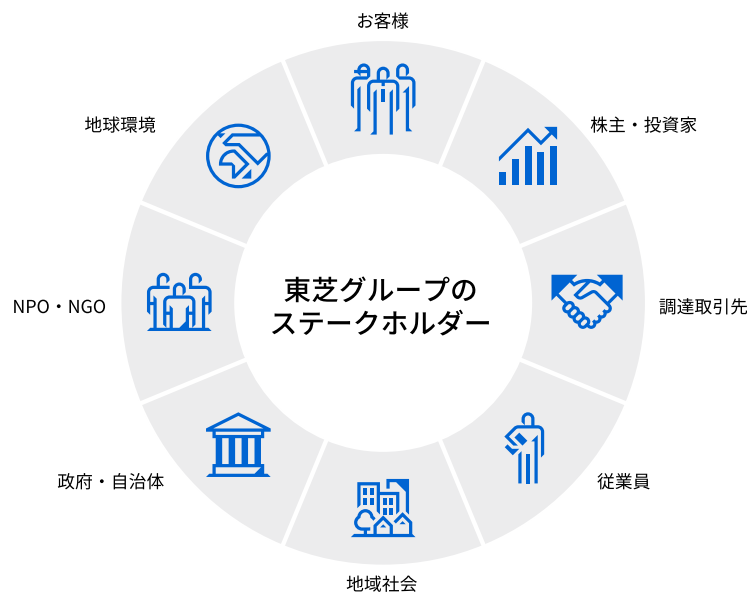 お客様
株主・投資家
調達取引先
従業員
地域社会
政府・自治体
NPO・NGO
地球環境
東芝グループの
ステークホルダー